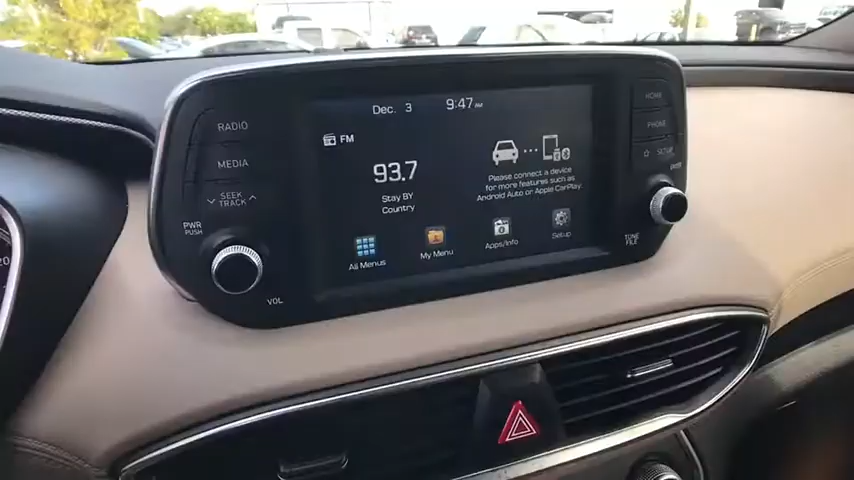 Dec. 3 9:47 AM
RADIO
MEDIA
SEEK
TRACK
PWR
PUSH
VOL
FM
93.7
Stay BY
Country
Please connect a device
for more features such as
Android Auto or Apple CarPlay.
All Menus
My Menu
Apps/Info
Setup
HOME
PHONE
SETUP
TUNE
FILE
20